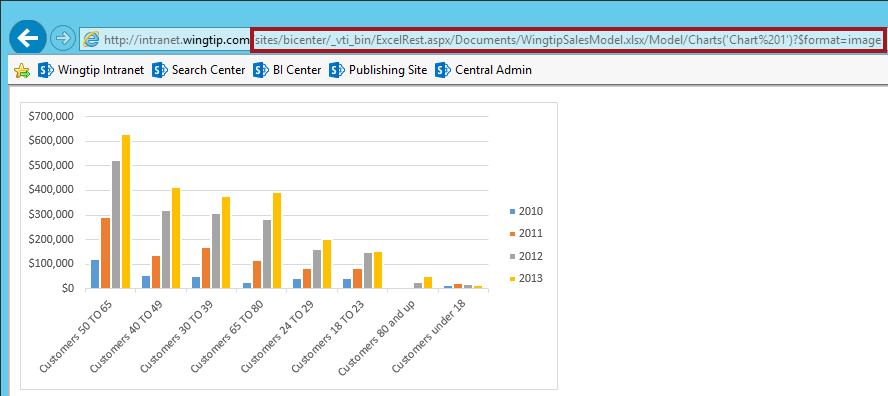 http://intranet.wingtip.com/sites/bicenter/_vti_bin/ExcelRest.aspx/Documents/WingtipSalesModel.xlsx/Model/Charts('Chart%201')?$format=image
Wingtip Intranet Search Center BI Center Publishing Site Central Admin
$700,000
$600,000
$500,000
$400,000
$300,000
$200,000
$100,000
$0
Customers 50 TO 65
Customers 40 TO 49
Customers 30 TO 39
Customers 65 TO 80
Customers 24 TO 29
Customers 18 TO 23
Customers 80 and up
Customers under 18
2010
2011
2012
2013